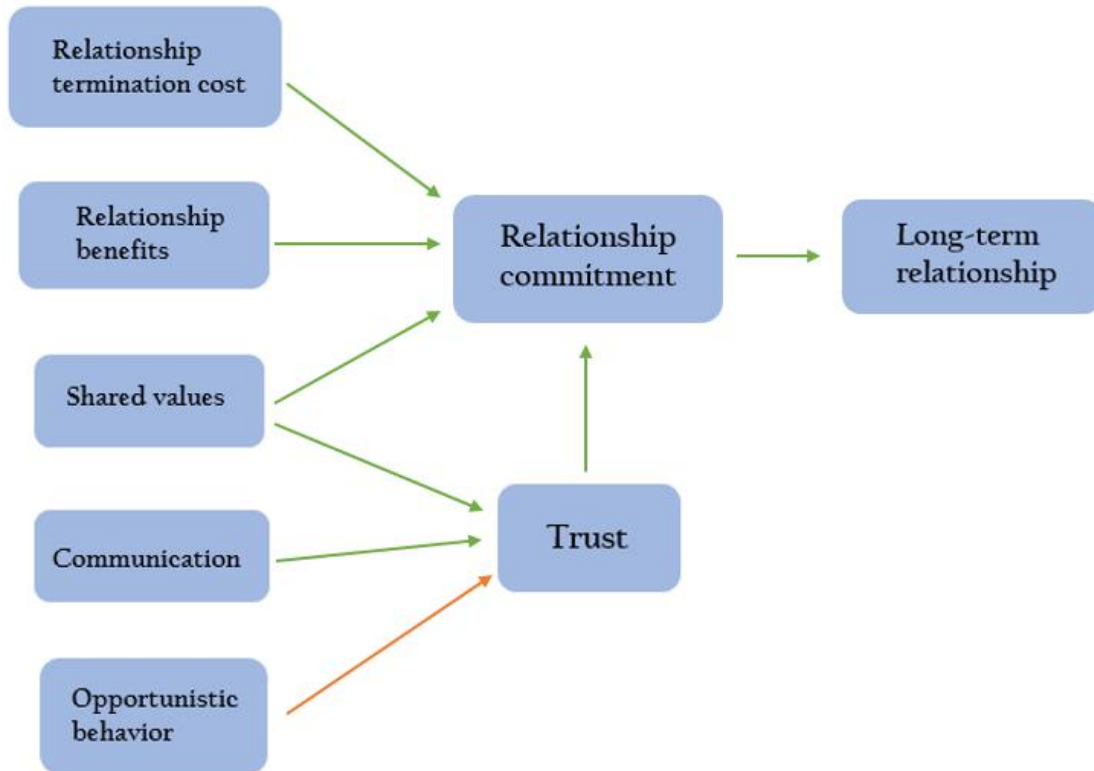 Relationship
termination cost
Relationship
benefits
Relationship
commitment
Long-term
relationship
Shared values
Communication
Trust
Opportunistic
behavior